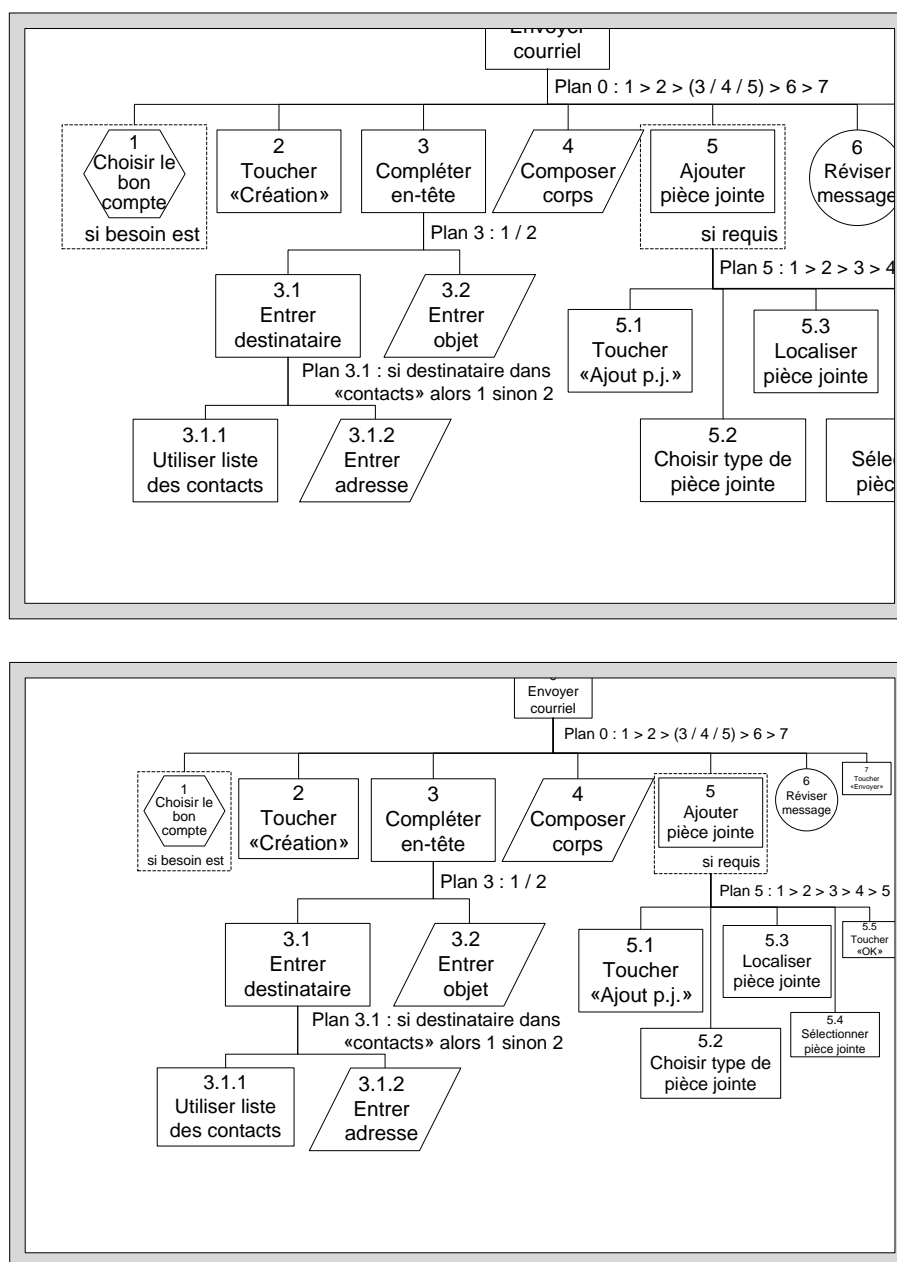 Envoyer
courriel
Plan 0 : 1 > 2 > (3 / 4 / 5) > 6 > 7
1
Choisir le
bon
compte
si besoin est
2
Toucher
«Création»
3
Compléter
en-tête
4
Composer
corps
5
Ajouter
pièce jointe
si requis
6
Réviser
message
Plan 3 : 1 / 2
Plan 5 : 1 > 2 > 3 > 4
3.1
Entrer
destinataire
3.2
Entrer
objet
5.1
Toucher
«Ajout p.j.»
5.3
Localiser
pièce jointe
Plan 3.1 : si destinataire dans
«contacts» alors 1 sinon 2
3.1.1
Utiliser liste
des contacts
3.1.2
Entrer
adresse
5.2
Choisir type de
pièce jointe
Séle
pièc
Envoyer
courriel
Plan 0 : 1 > 2 > (3 / 4 / 5) > 6 > 7
1
Choisir le
bon
compte
si besoin est
2
Toucher
«Création»
3
Compléter
en-tête
4
Composer
corps
5
Ajouter
pièce jointe
si requis
6
Réviser
message
7
Toucher
«Envoyer»
Plan 3 : 1 / 2
Plan 5 : 1 > 2 > 3 > 4 > 5
3.1
Entrer
destinataire
3.2
Entrer
objet
5.1
Toucher
«Ajout p.j.»
5.3
Localiser
pièce jointe
5.5
Toucher
«OK»
Plan 3.1 : si destinataire dans
«contacts» alors 1 sinon 2
3.1.1
Utiliser liste
des contacts
3.1.2
Entrer
adresse
5.2
Choisir type de
pièce jointe
5.4
Sélectionner
pièce jointe